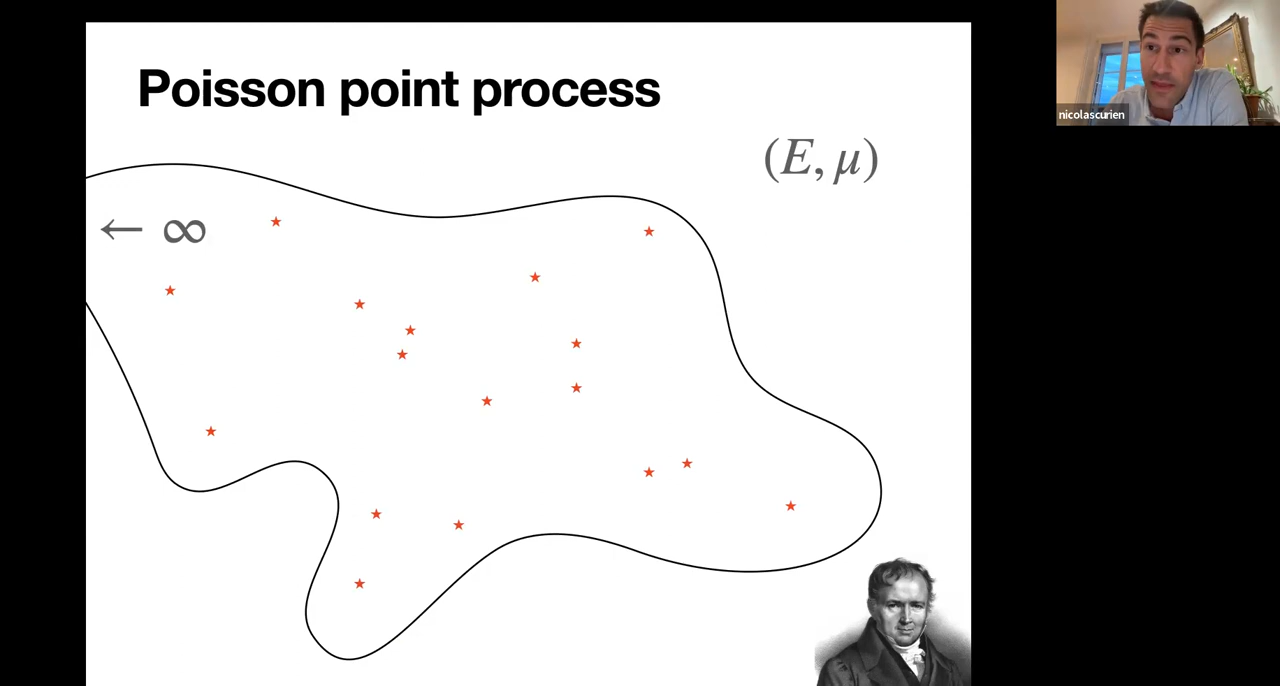 Poisson point process
(E, μ)
← ∞
nicolascurien